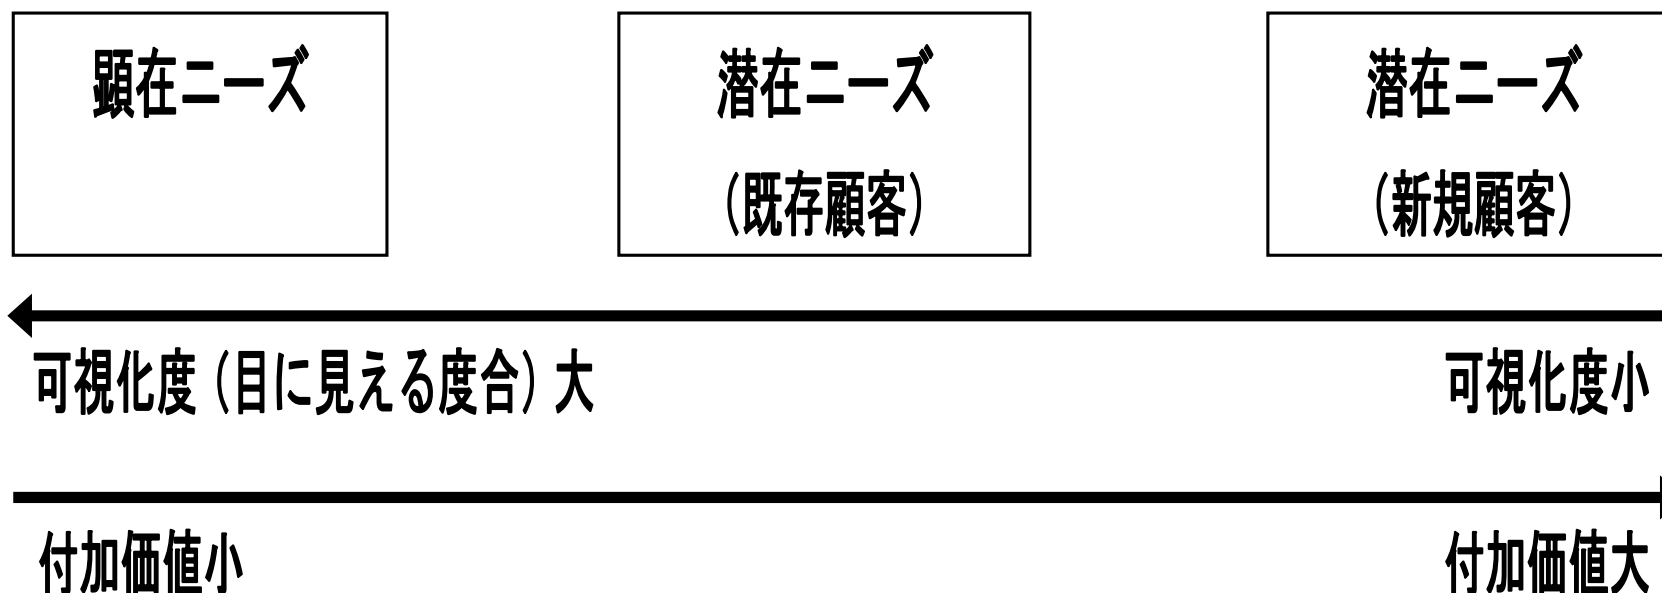 顕在ニーズ
潜在ニーズ
(既存顧客)
潜在ニーズ
(新規顧客)
可視化度(目に見える度合)大
可視化度小
付加価値小
付加価値大